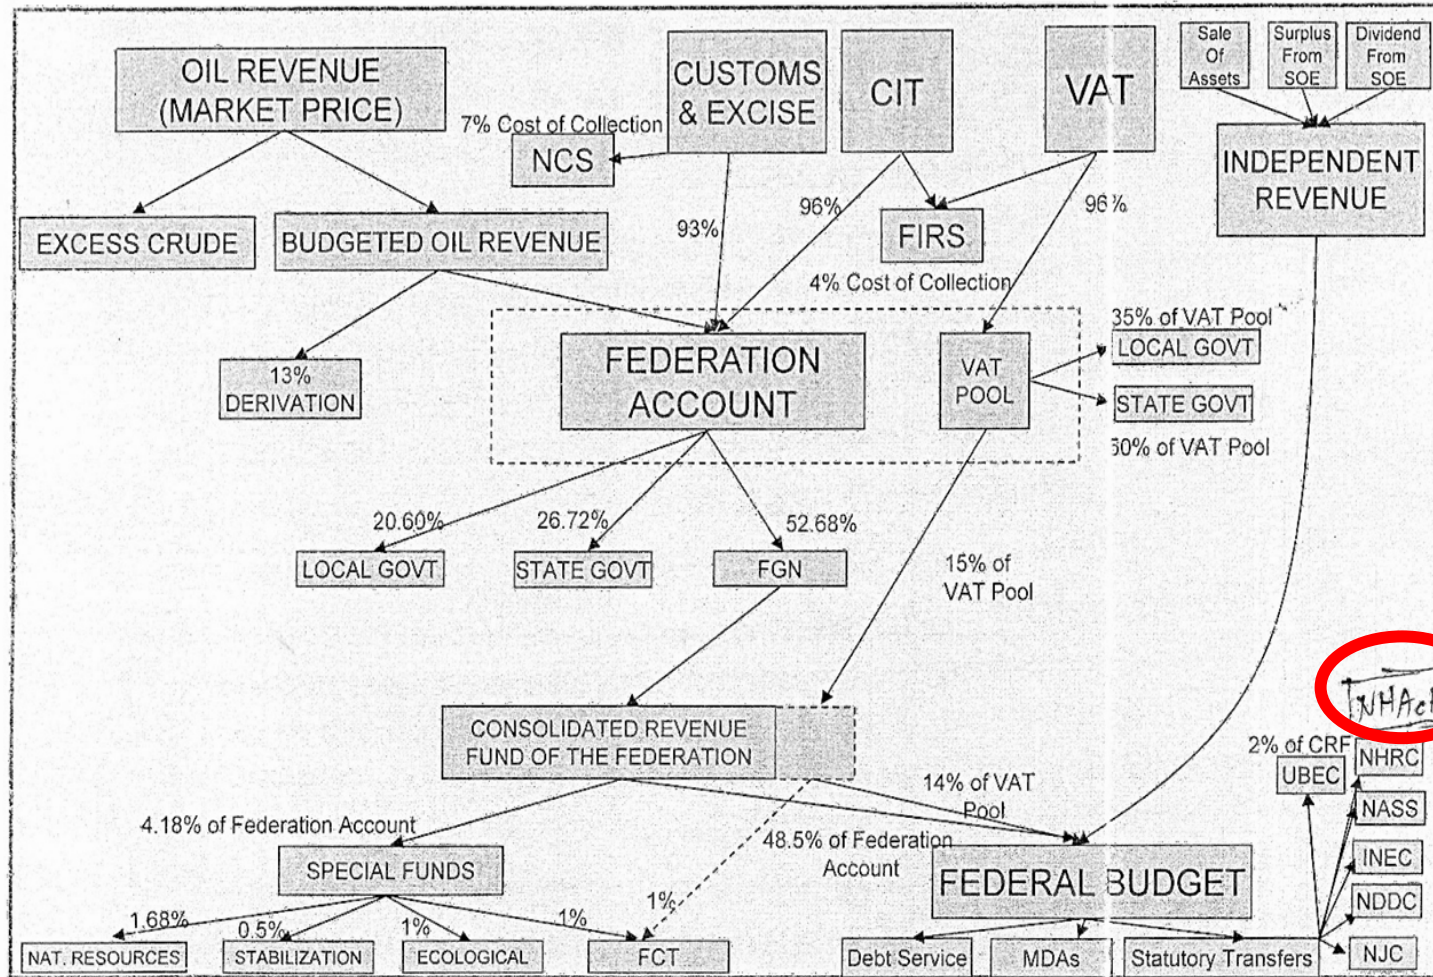 OIL REVENUE
(MARKET PRICE)
CUSTOMS
& EXCISE
CIT
VAT
Sale
Of
Assets
Surplus
From
SOE
Dividend
From
SOE
7% Cost of Collection
NCS
INDEPENDENT
REVENUE
EXCESS CRUDE
BUDGETED OIL REVENUE
93%
96%
FIRS
96%
4% Cost of Collection
13%
DERIVATION
FEDERATION
ACCOUNT
VAT
POOL
35% of VAT Pool
LOCAL GOVT
STATE GOVT
50% of VAT Pool
20.60%
26.72%
52.68%
LOCAL GOVT
STATE GOVT
FGN
15% of
VAT Pool
CONSOLIDATED REVENUE
FUND OF THE FEDERATION
NHAct
2% of CRF
UBEC
NHRC
NASS
INEC
NDDC
NJC
14% of VAT
Pool
4.18% of Federation Account
48.5% of Federation
Account
SPECIAL FUNDS
FEDERAL BUDGET
1.68%
0.5%
1%
1%
1%
NAT. RESOURCES
STABILIZATION
ECOLOGICAL
FCT
Debt Service
MDAs
Statutory Transfers